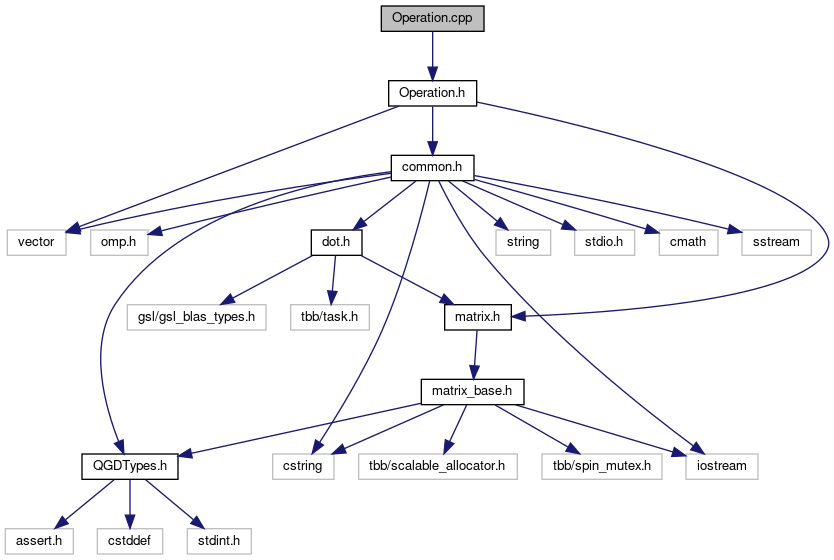 Operation.cpp
Operation.h
common.h
vector
omp.h
dot.h
string
stdio.h
cmath
sstream
gsl/gsl_blas_types.h
tbb/task.h
matrix.h
matrix_base.h
QGDTypes.h
cstring
tbb/scalable_allocator.h
tbb/spin_mutex.h
iostream
assert.h
cstddef
stdint.h